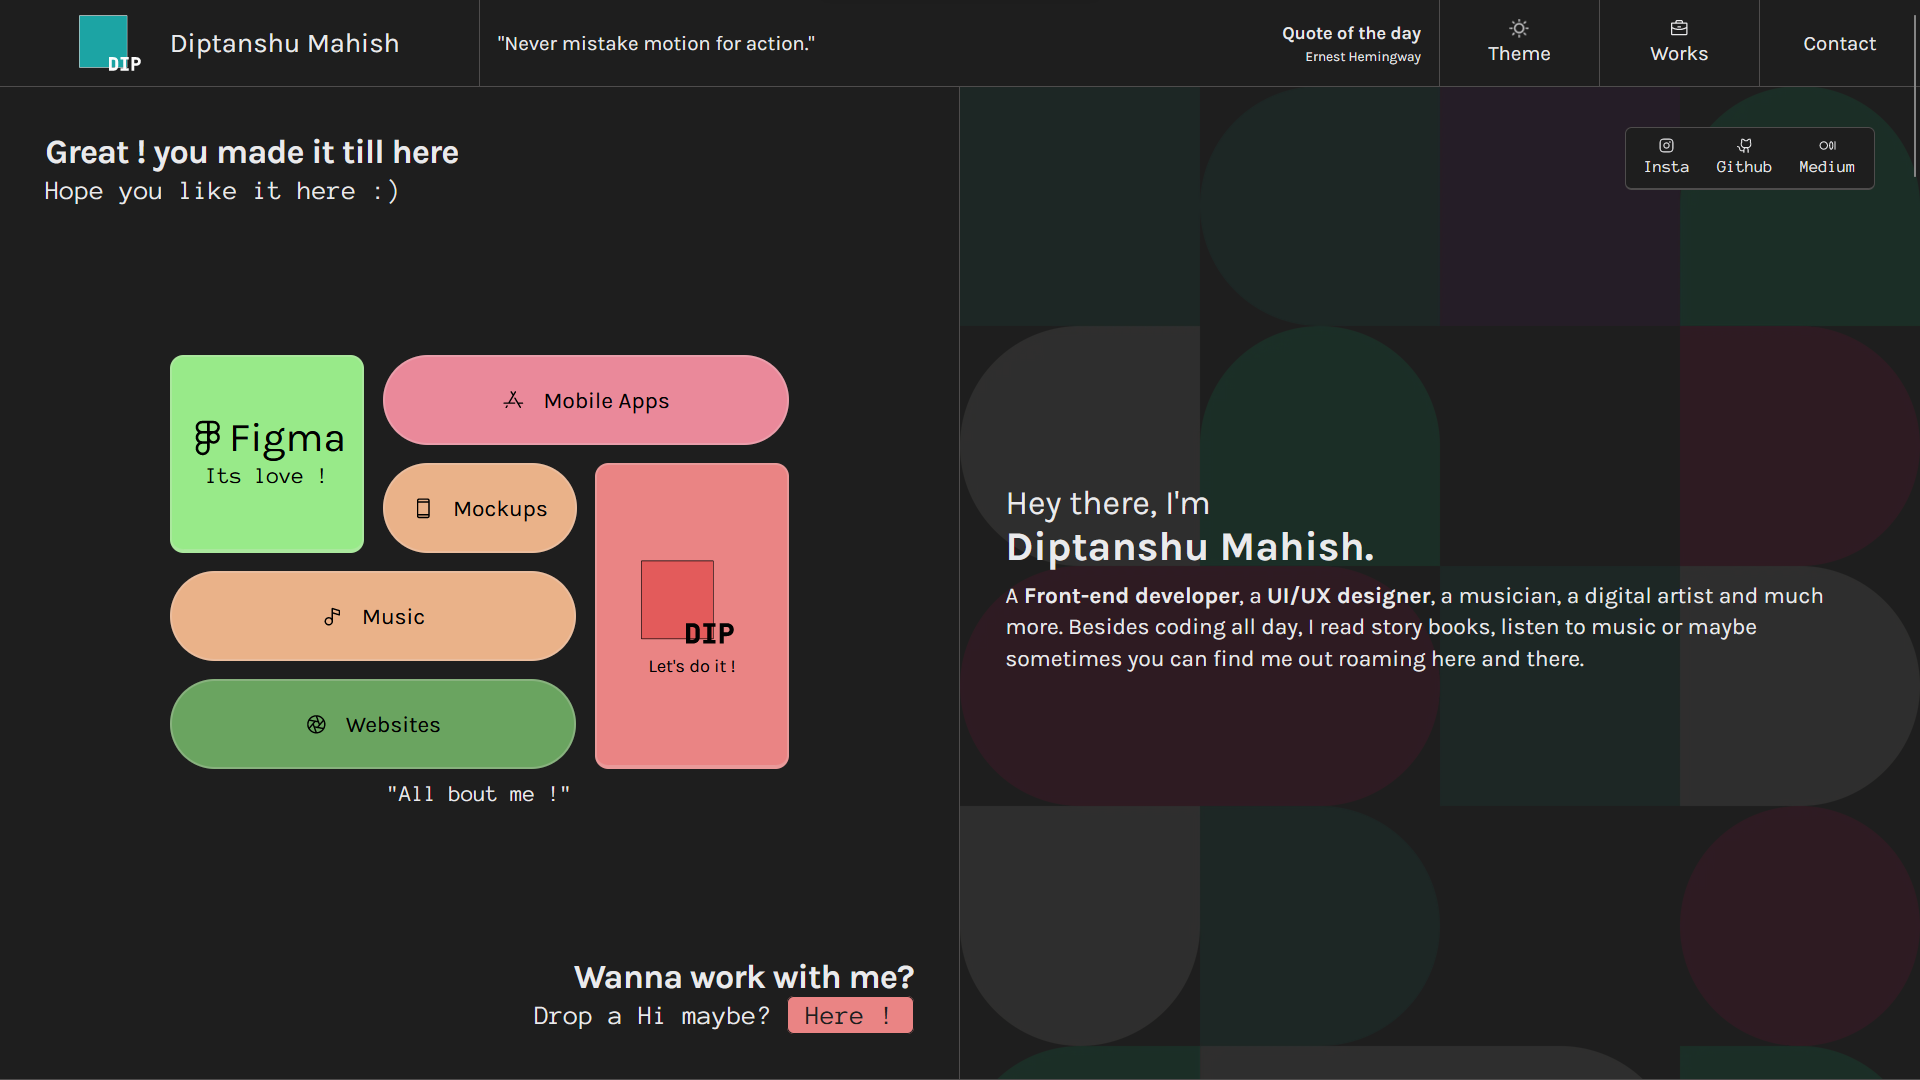 DIP
Diptanshu Mahish
"Never mistake motion for action."
Quote of the day
Ernest Hemingway
Theme
Works
Contact
Great ! you made it till here
Hope you like it here :)
Figma
Its love !
Mobile Apps
Mockups
Music
DIP
Let's do it !
Websites
"All bout me !"
Wanna work with me?
Drop a Hi maybe? Here !
Insta
Github
Medium
Hey there, I'm
Diptanshu Mahish.
A Front-end developer, a UI/UX designer, a musician, a digital artist and much
more. Besides coding all day, I read story books, listen to music or maybe
sometimes you can find me out roaming here and there.